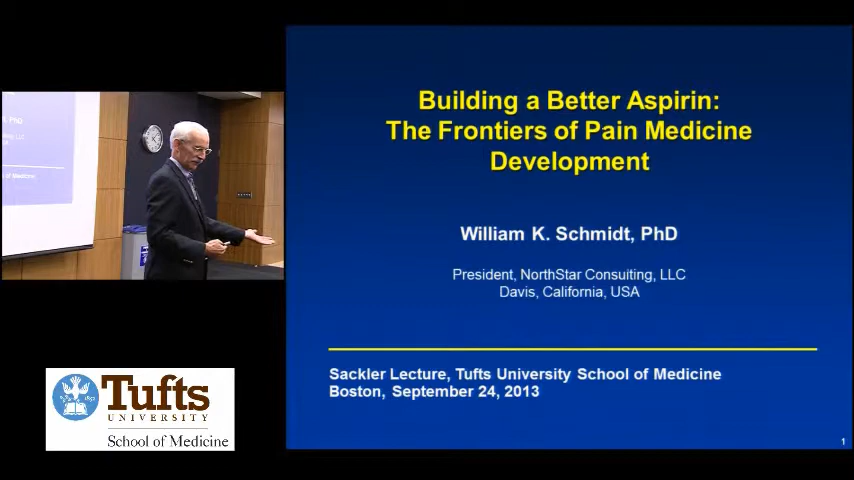 Building a Better Aspirin:
The Frontiers of Pain Medicine
Development
William K. Schmidt, PhD
President, NorthStar Consulting, LLC
Davis, California, USA
Sackler Lecture, Tufts University School of Medicine
Boston, September 24, 2013
1
Tufts
UNIVERSITY
School of Medicine